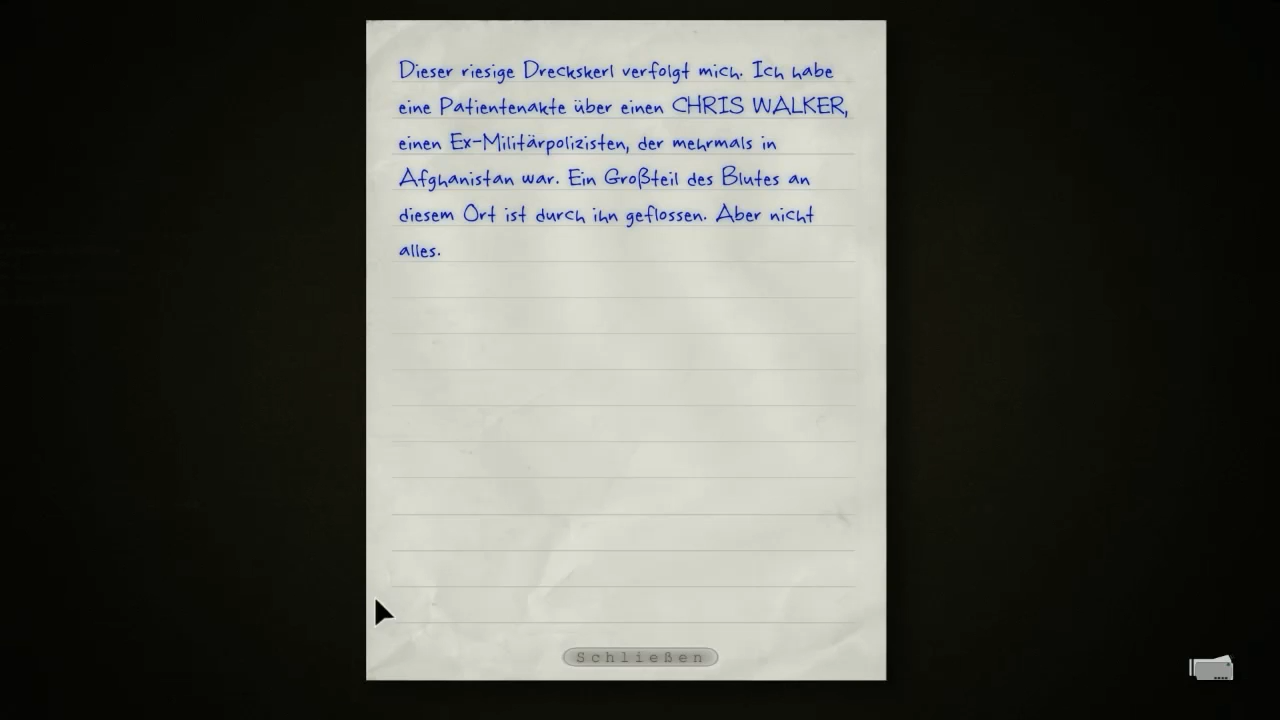 Dieser riesige Dreckskerl verfolgt mich. Ich habe
eine Patientenakte über einen CHRIS WALKER,
einen Ex-Militärpolizisten, der mehrmals in
Afghanistan war. Ein Großteil des Blutes an
diesem Ort ist durch ihn geflossen. Aber nicht
alles.
Schließen